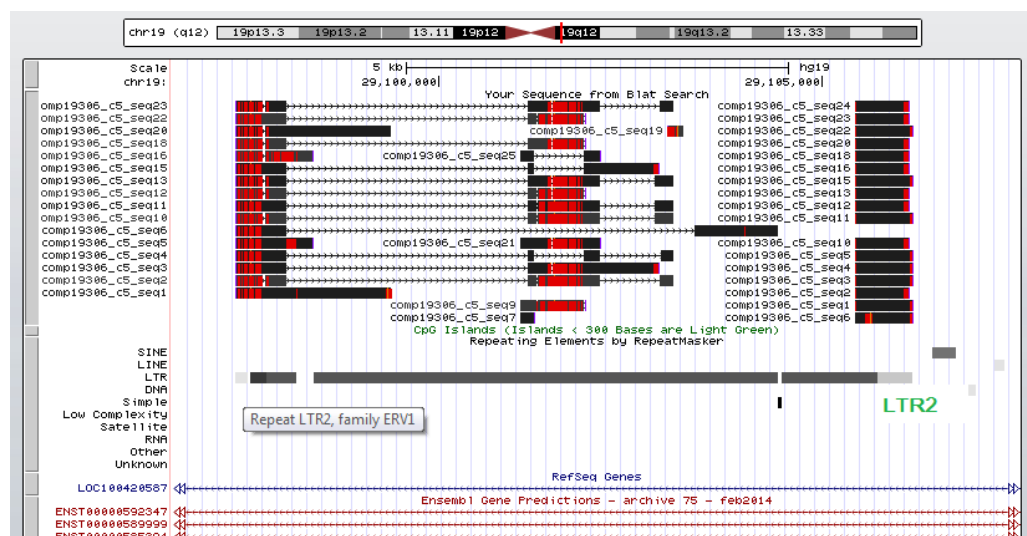 chr19 (q12) 19p13.3 19p13.2 13.11 19p12 19q12 19q13.2 13.33
Scale 5 kb hg19
chr19: 29,100,000 29,105,000
Your Sequence from Blat Search
omp19306_c5_seq23 comp19306_c5_seq24
omp19306_c5_seq22 comp19306_c5_seq23
omp19306_c5_seq20 comp19306_c5_seq19 comp19306_c5_seq22
omp19306_c5_seq18 comp19306_c5_seq20
omp19306_c5_seq16 comp19306_c5_seq25 comp19306_c5_seq18
omp19306_c5_seq15 comp19306_c5_seq16
omp19306_c5_seq13 comp19306_c5_seq15
omp19306_c5_seq12 comp19306_c5_seq13
omp19306_c5_seq11 comp19306_c5_seq12
omp19306_c5_seq10 comp19306_c5_seq11
comp19306_c5_seq6
comp19306_c5_seq5 comp19306_c5_seq21 comp19306_c5_seq10
comp19306_c5_seq4 comp19306_c5_seq5
comp19306_c5_seq3 comp19306_c5_seq4
comp19306_c5_seq2 comp19306_c5_seq3
comp19306_c5_seq1 comp19306_c5_seq2
comp19306_c5_seq9 comp19306_c5_seq1
comp19306_c5_seq7 comp19306_c5_seq6
CpG Islands (Islands < 300 Bases are Light Green)
Repeating Elements by RepeatMasker
SINE
LINE
LTR
DNA
Simple LTR2
Low Complexity Repeat LTR2, family ERV1
Satellite
RNA
Other
Unknown
RefSeq Genes
LOC100420587
Ensembl Gene Predictions - archive 75 - feb2014
ENST00000592347
ENST00000589999